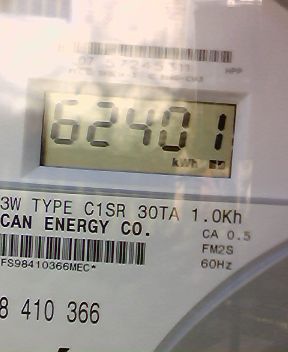 62401
kWh
3W TYPE C1SR 30TA 1.0Kh
CAN ENERGY CO.
CA 0.5
FM2S
60Hz
FS98410366MEC*
8 410 366